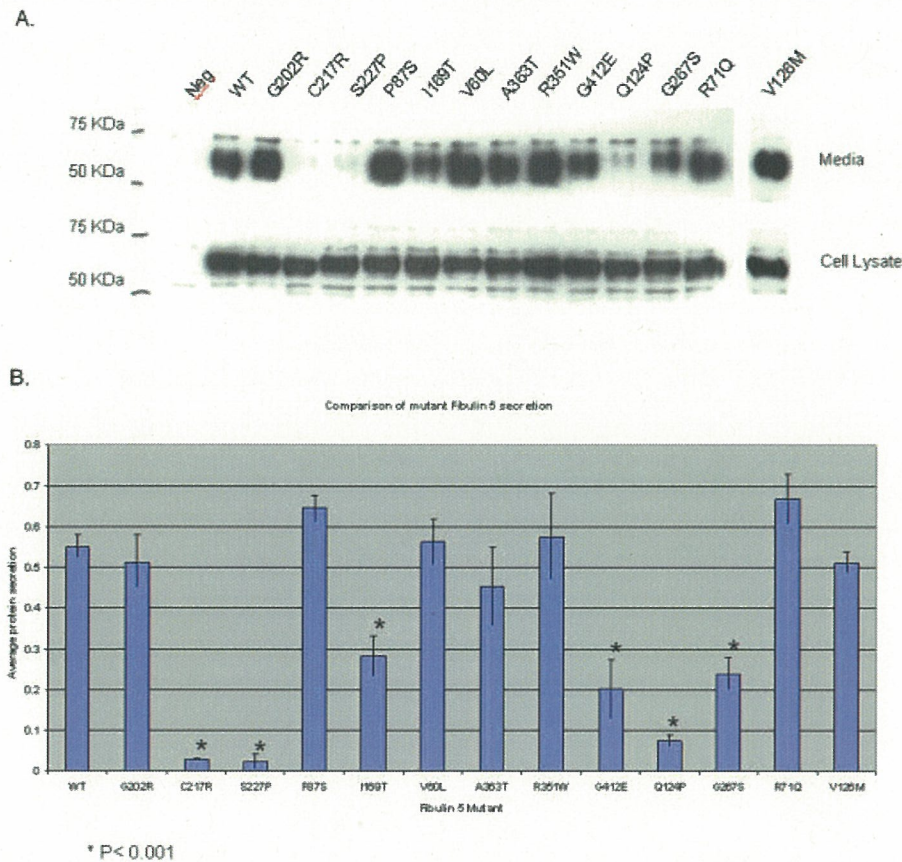 A.
Neg WT G202R C217R S227P P87S I169T V60L A363T R351W G412E Q124P G267S R71Q V126M
75 KDa
50 KDa
Media
75 KDa
50 KDa
Cell Lysate
B.
Comparison of mutant Fibulin 5 secretion
Average protein secretion
0.8
0.7
0.6
0.5
0.4
0.3
0.2
0.1
0
* * * * * *
WT G202R C217R S227P P87S I169T V60L A363T R351W G412E Q124P G267S R71Q V126M
Fibulin 5 Mutant
* P< 0.001